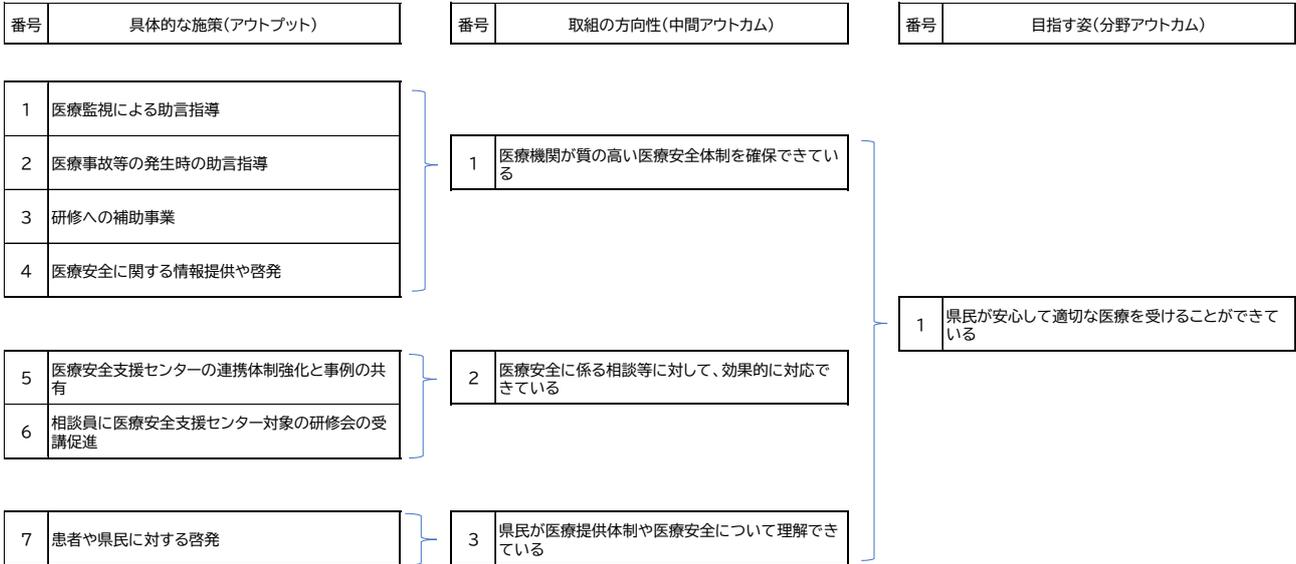 番号 具体的な施策(アウトプット) 番号 取組の方向性(中間アウトカム) 番号 目指す姿(分野アウトカム)
1 医療監視による助言指導
2 医療事故等の発生時の助言指導
3 研修への補助事業
4 医療安全に関する情報提供や啓発
5 医療安全支援センターの連携体制強化と事例の共
有
6 相談員に医療安全支援センター対象の研修会の受
講促進
7 患者や県民に対する啓発
1 医療機関が質の高い医療安全体制を確保できてい
る
2 医療安全に係る相談等に対して、効果的に対応で
きている
3 県民が医療提供体制や医療安全について理解でき
ている
1 県民が安心して適切な医療を受けることができて
いる